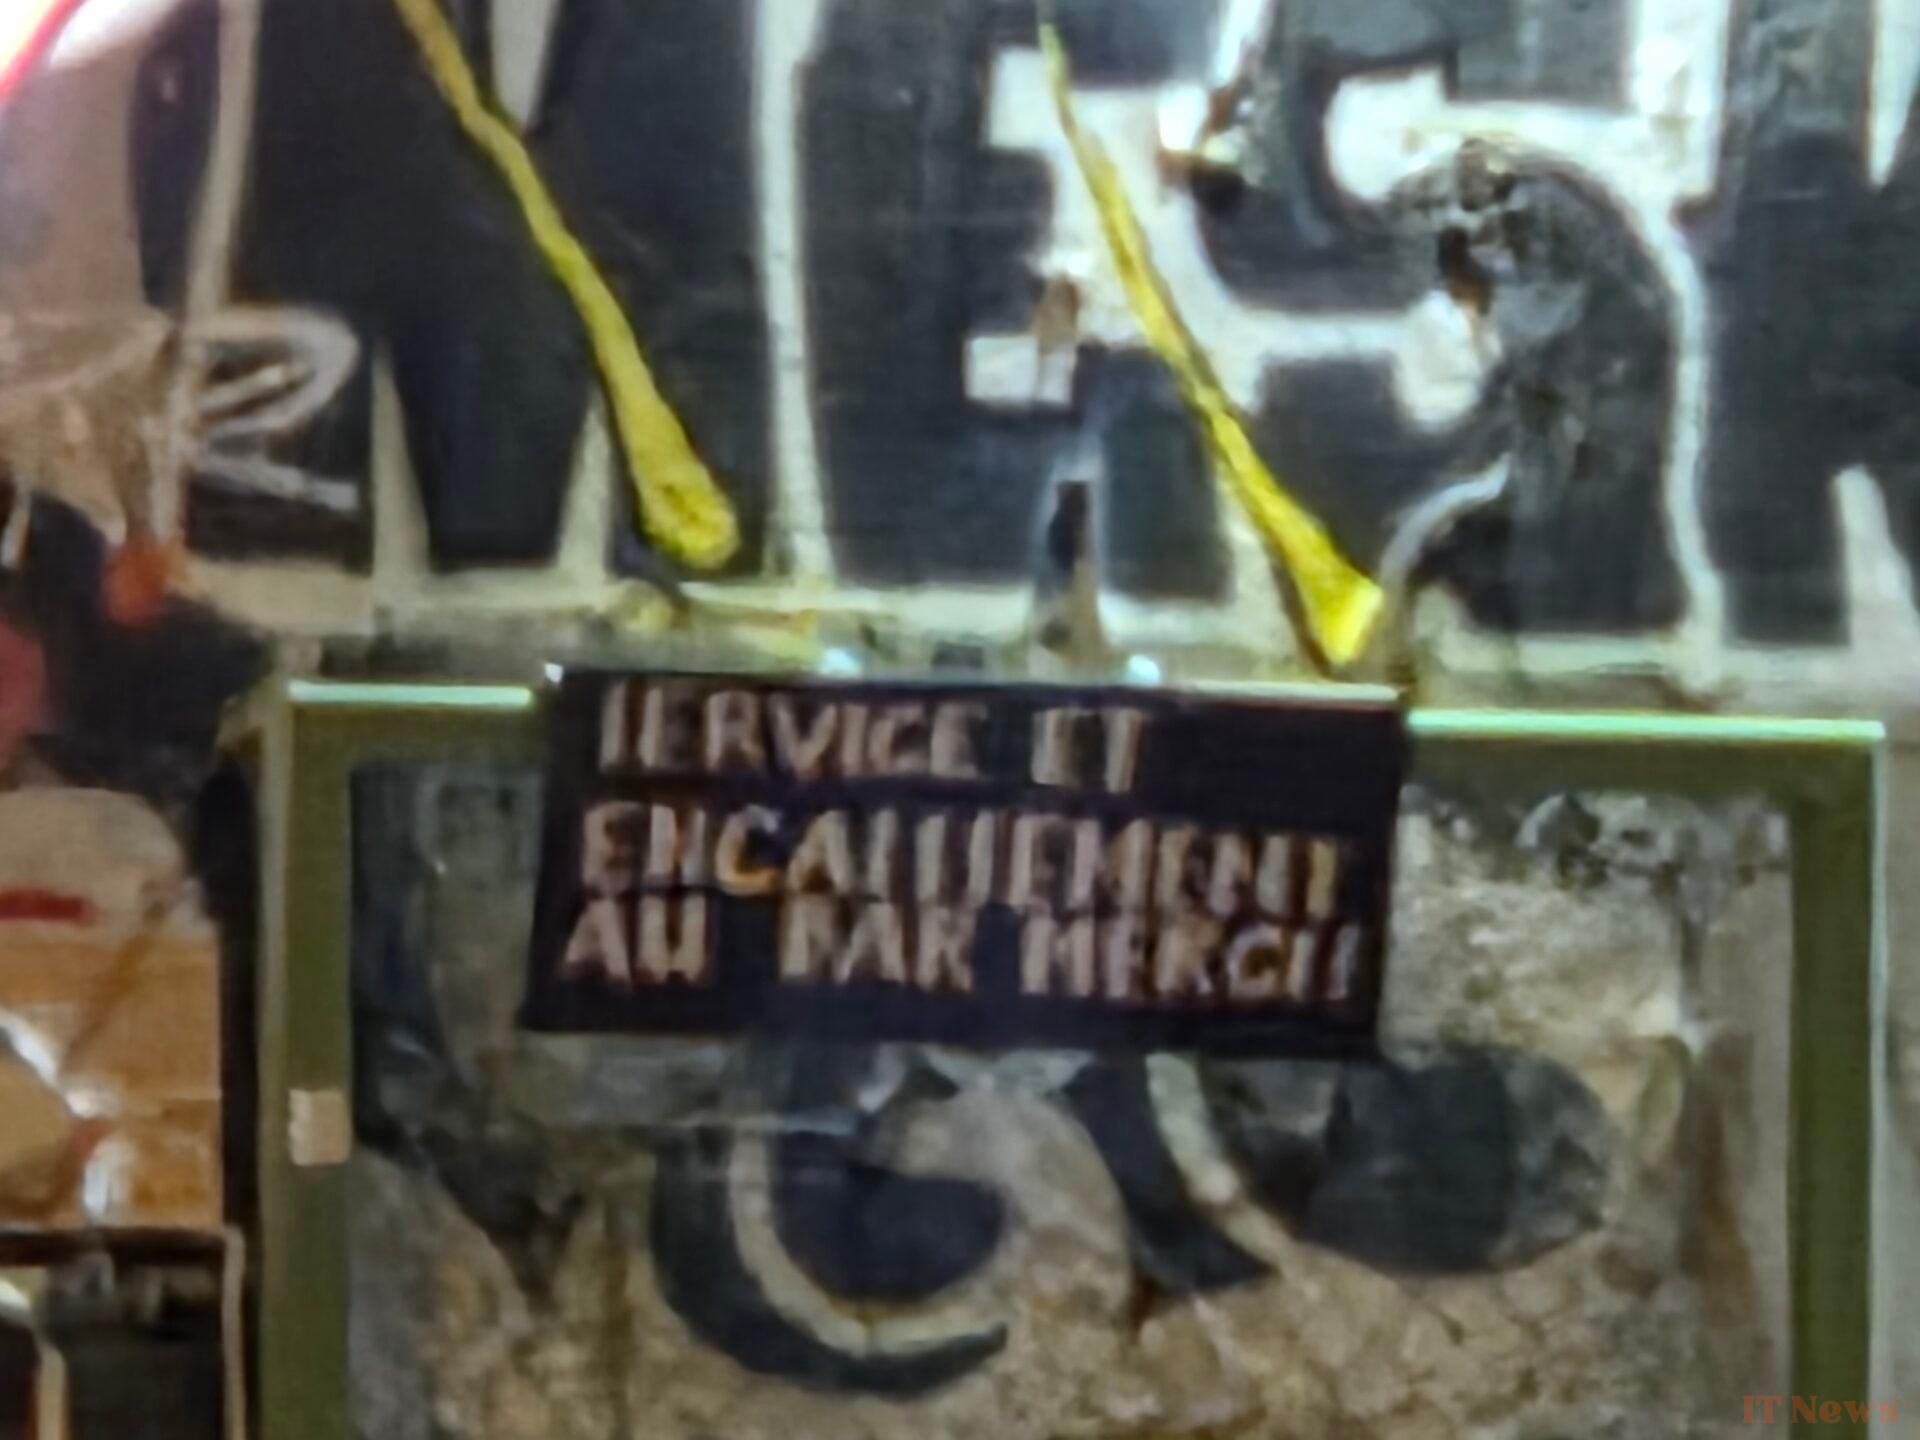 SERVICE ET
ENCAISSEMENT
AU BAR MERCI!
IT News